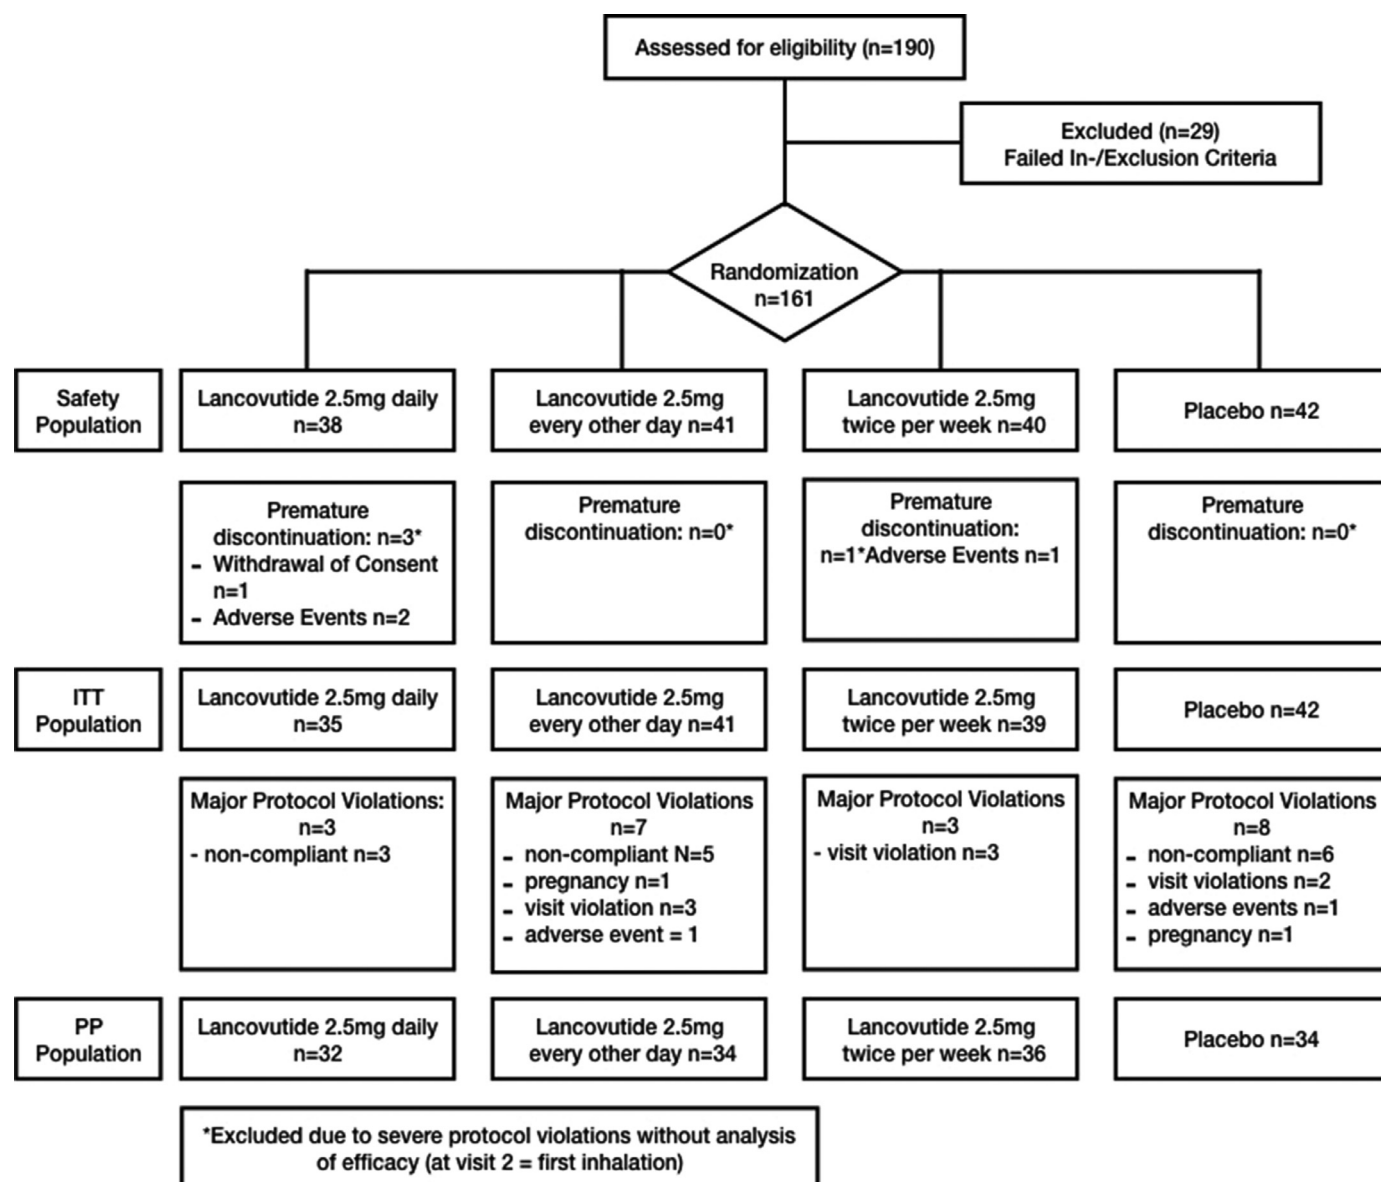 Assessed for eligibility (n=190)
Excluded (n=29)
Failed In-/Exclusion Criteria
Randomization
n=161
Safety
Population
Lancovutide 2.5mg daily
n=38
Lancovutide 2.5mg
every other day n=41
Lancovutide 2.5mg
twice per week n=40
Placebo n=42
Premature
discontinuation: n=3*
- Withdrawal of Consent
n=1
- Adverse Events n=2
Premature
discontinuation: n=0*
Premature
discontinuation:
n=1*Adverse Events n=1
Premature
discontinuation: n=0*
ITT
Population
Lancovutide 2.5mg daily
n=35
Lancovutide 2.5mg
every other day n=41
Lancovutide 2.5mg
twice per week n=39
Placebo n=42
Major Protocol Violations:
n=3
- non-compliant n=3
Major Protocol Violations
n=7
- non-compliant N=5
- pregnancy n=1
- visit violation n=3
- adverse event = 1
Major Protocol Violations
n=3
- visit violation n=3
Major Protocol Violations
n=8
- non-compliant n=6
- visit violations n=2
- adverse events n=1
- pregnancy n=1
PP
Population
Lancovutide 2.5mg daily
n=32
Lancovutide 2.5mg
every other day n=34
Lancovutide 2.5mg
twice per week n=36
Placebo n=34
*Excluded due to severe protocol violations without analysis
of efficacy (at visit 2 = first inhalation)